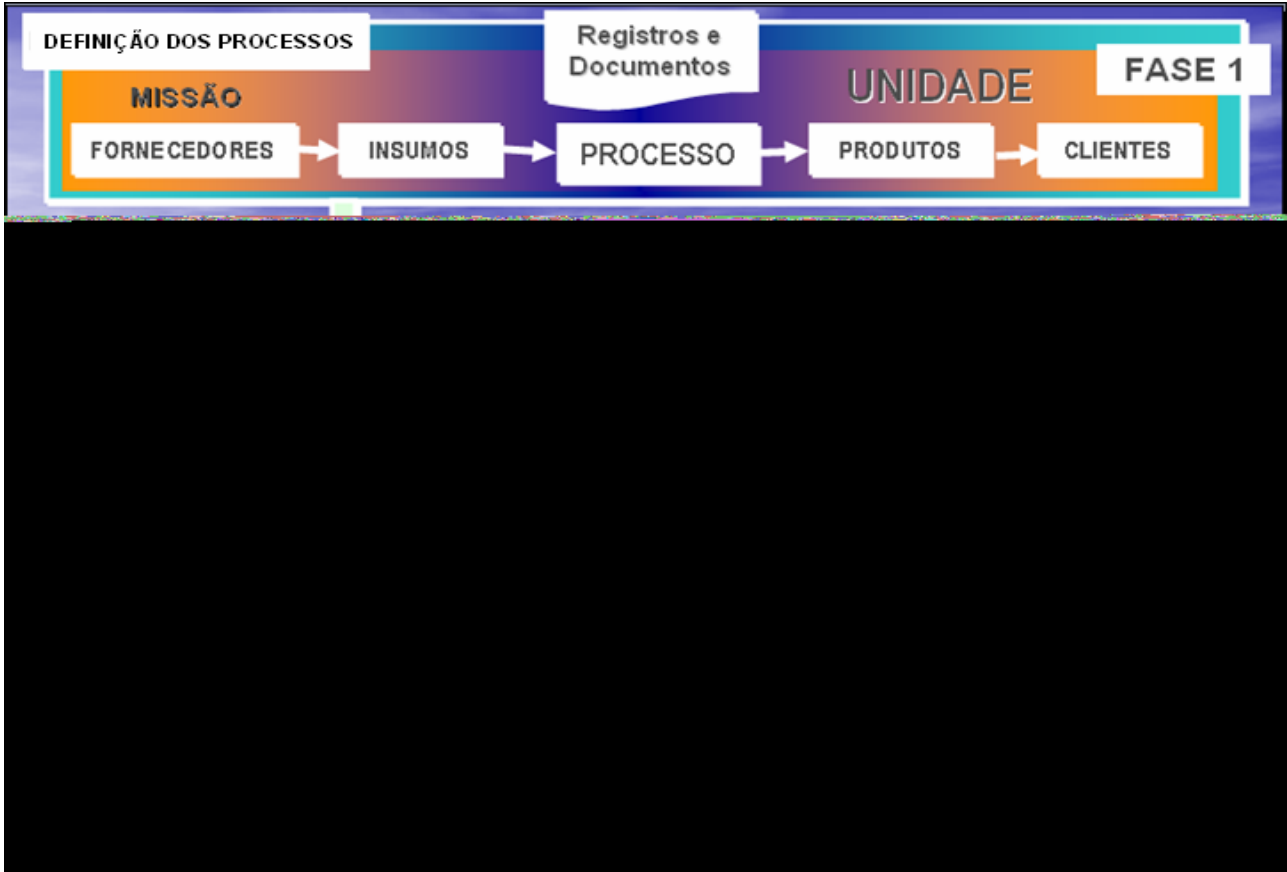 DEFINIÇÃO DOS PROCESSOS
Registros e
Documentos
UNIDADE
FASE 1
MISSÃO
FORNECEDORES
INSUMOS
PROCESSO
PRODUTOS
CLIENTES